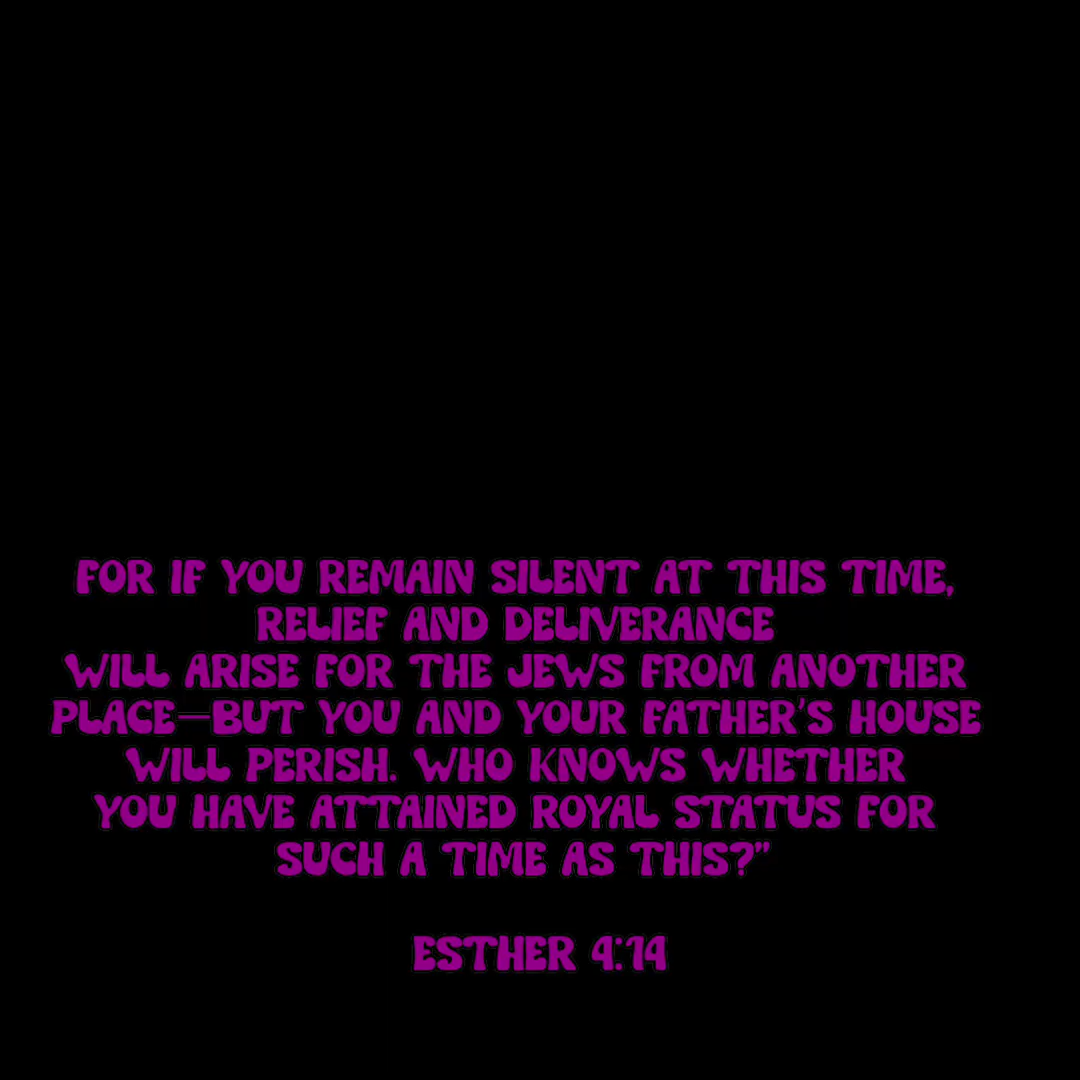 FOR IF YOU REMAIN SILENT AT THIS TIME,
RELIEF AND DELIVERANCE
WILL ARISE FOR THE JEWS FROM ANOTHER
PLACE—BUT YOU AND YOUR FATHER'S HOUSE
WILL PERISH. WHO KNOWS WHETHER
YOU HAVE ATTAINED ROYAL STATUS FOR
SUCH A TIME AS THIS?"
ESTHER 4:14